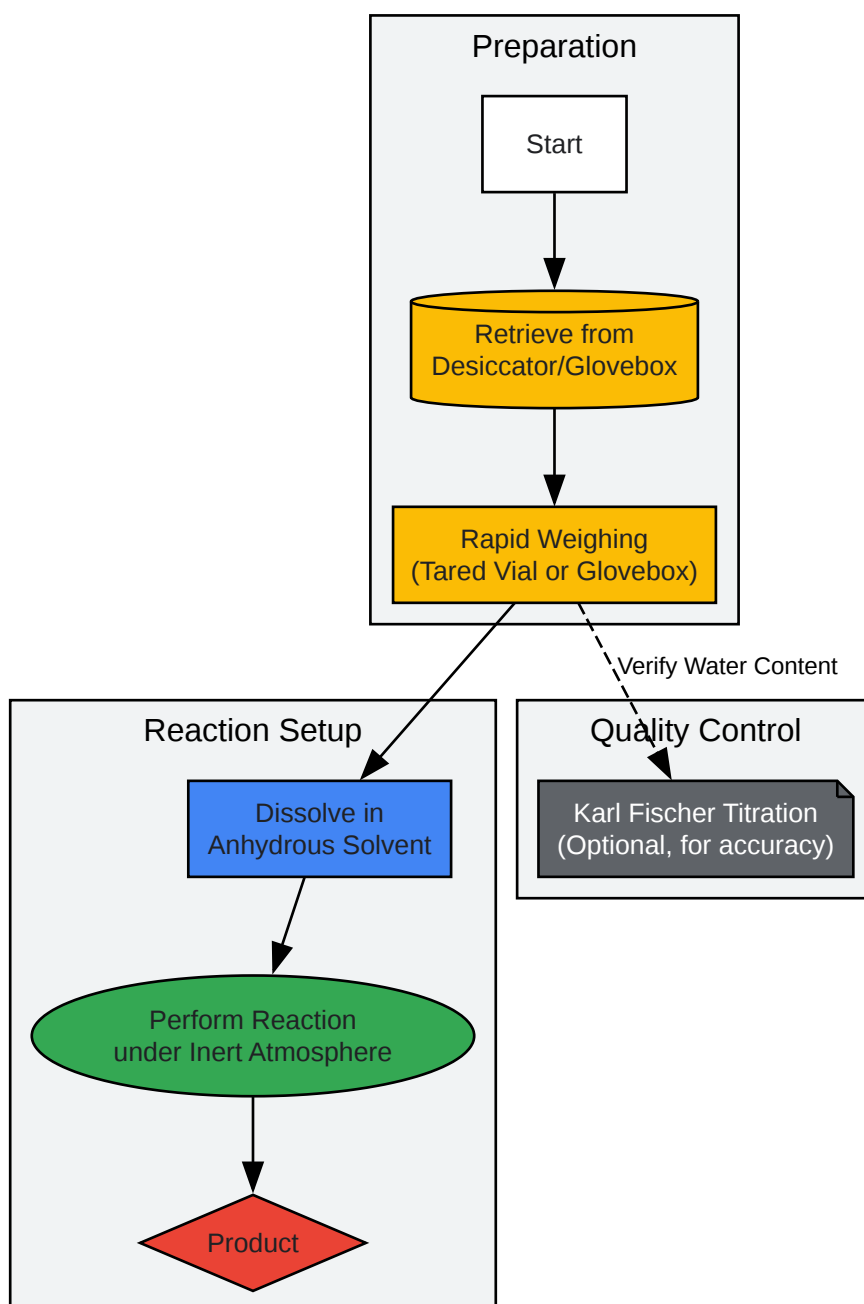 Preparation
Start
Retrieve from
Desiccator/Glovebox
Rapid Weighing
(Tared Vial or Glovebox)
Verify Water Content
Reaction Setup
Dissolve in
Anhydrous Solvent
Perform Reaction
under Inert Atmosphere
Product
Quality Control
Karl Fischer Titration
(Optional, for accuracy)